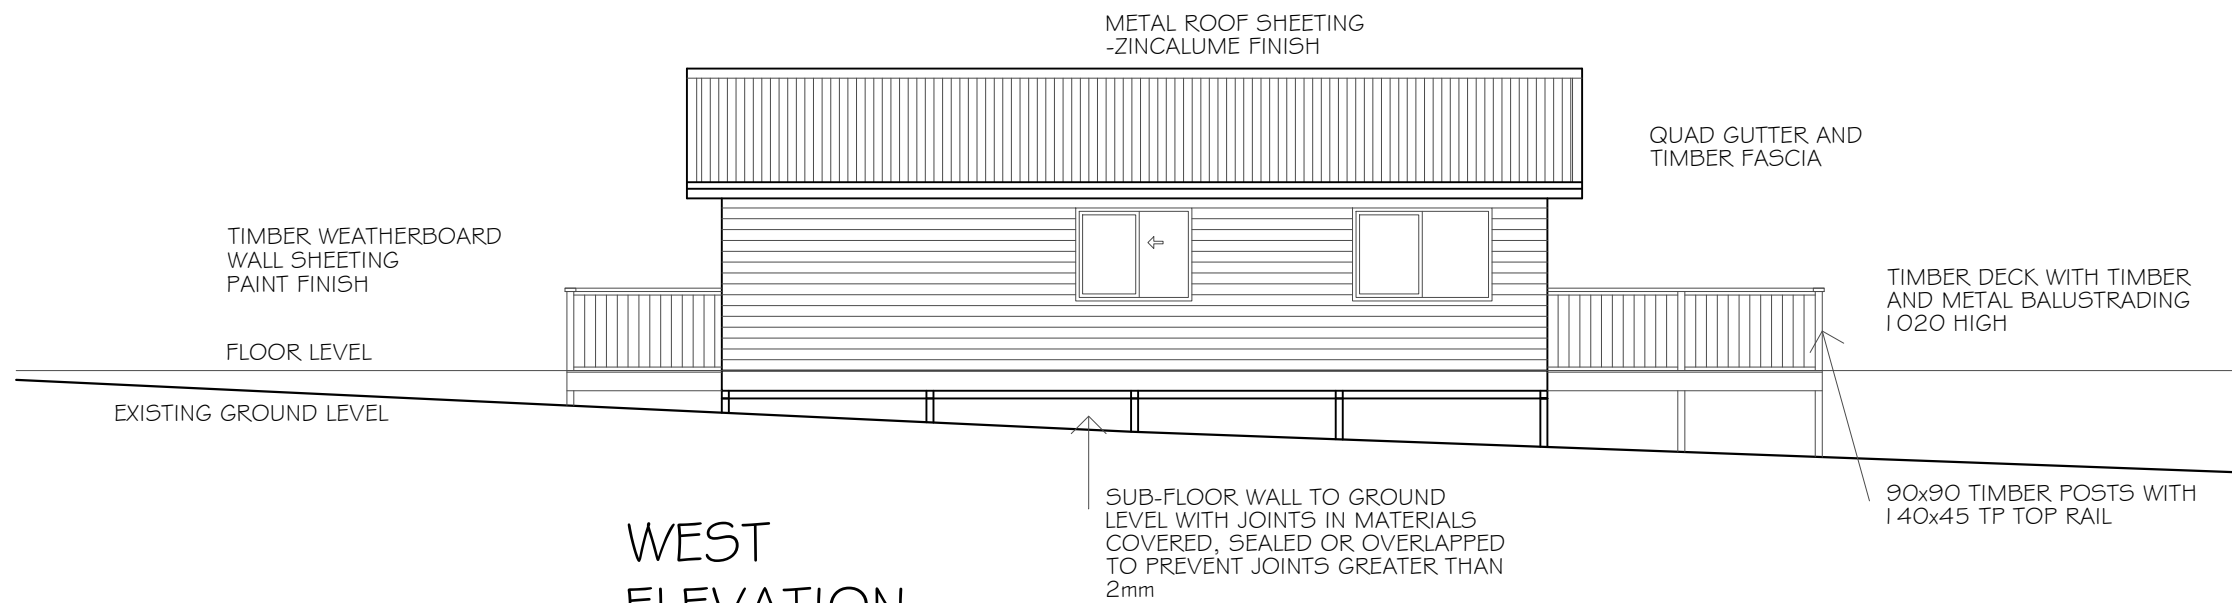 METAL ROOF SHEETING
-ZINCALUME FINISH
QUAD GUTTER AND
TIMBER FASCIA
TIMBER WEATHERBOARD
WALL SHEETING
PAINT FINISH
TIMBER DECK WITH TIMBER
AND METAL BALUSTRADING
1020 HIGH
FLOOR LEVEL
EXISTING GROUND LEVEL
SUB-FLOOR WALL TO GROUND
LEVEL WITH JOINTS IN MATERIALS
COVERED, SEALED OR OVERLAPPED
TO PREVENT JOINTS GREATER THAN
2mm
90x90 TIMBER POSTS WITH
140x45 TP TOP RAIL
WEST
ELEVATION